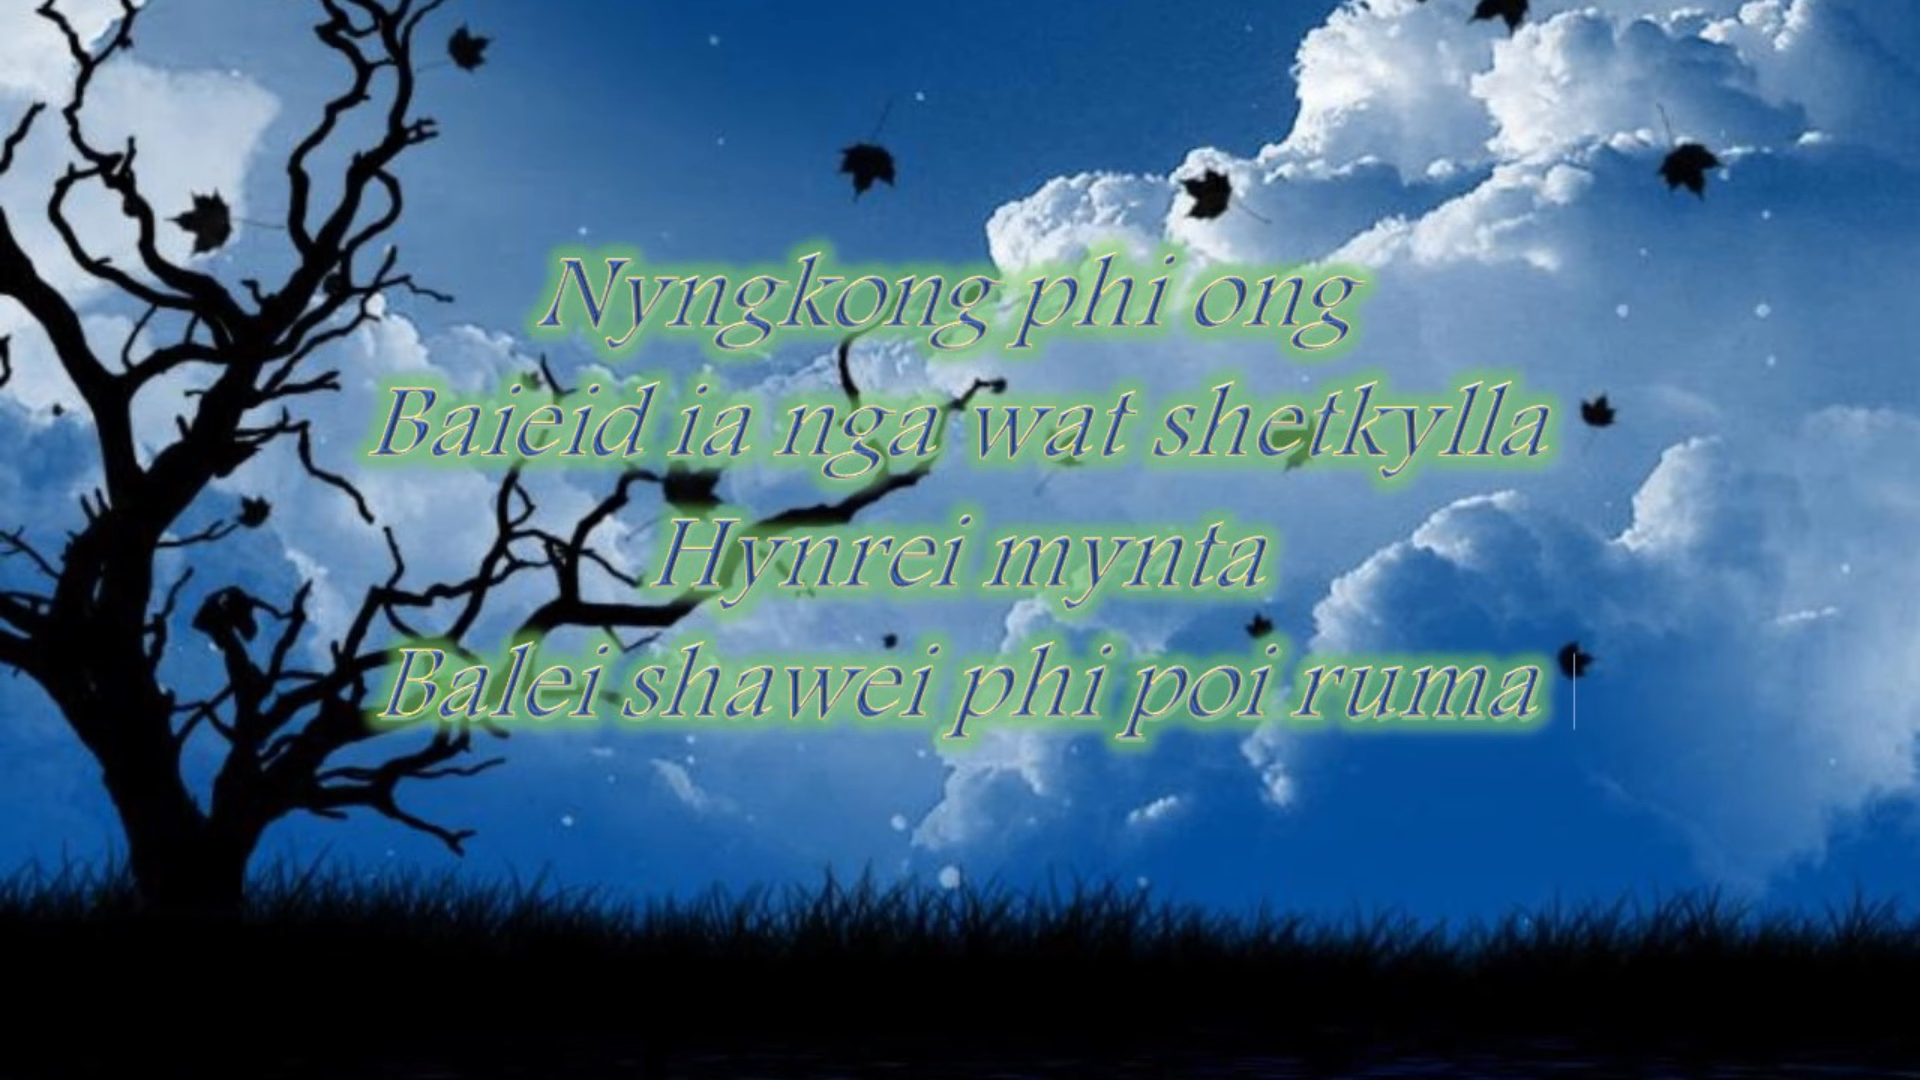 Nyngkong phi ong
Baieid ia nga wat shetkylla
Hynrei mynta
Balei shawei phi poi ruma